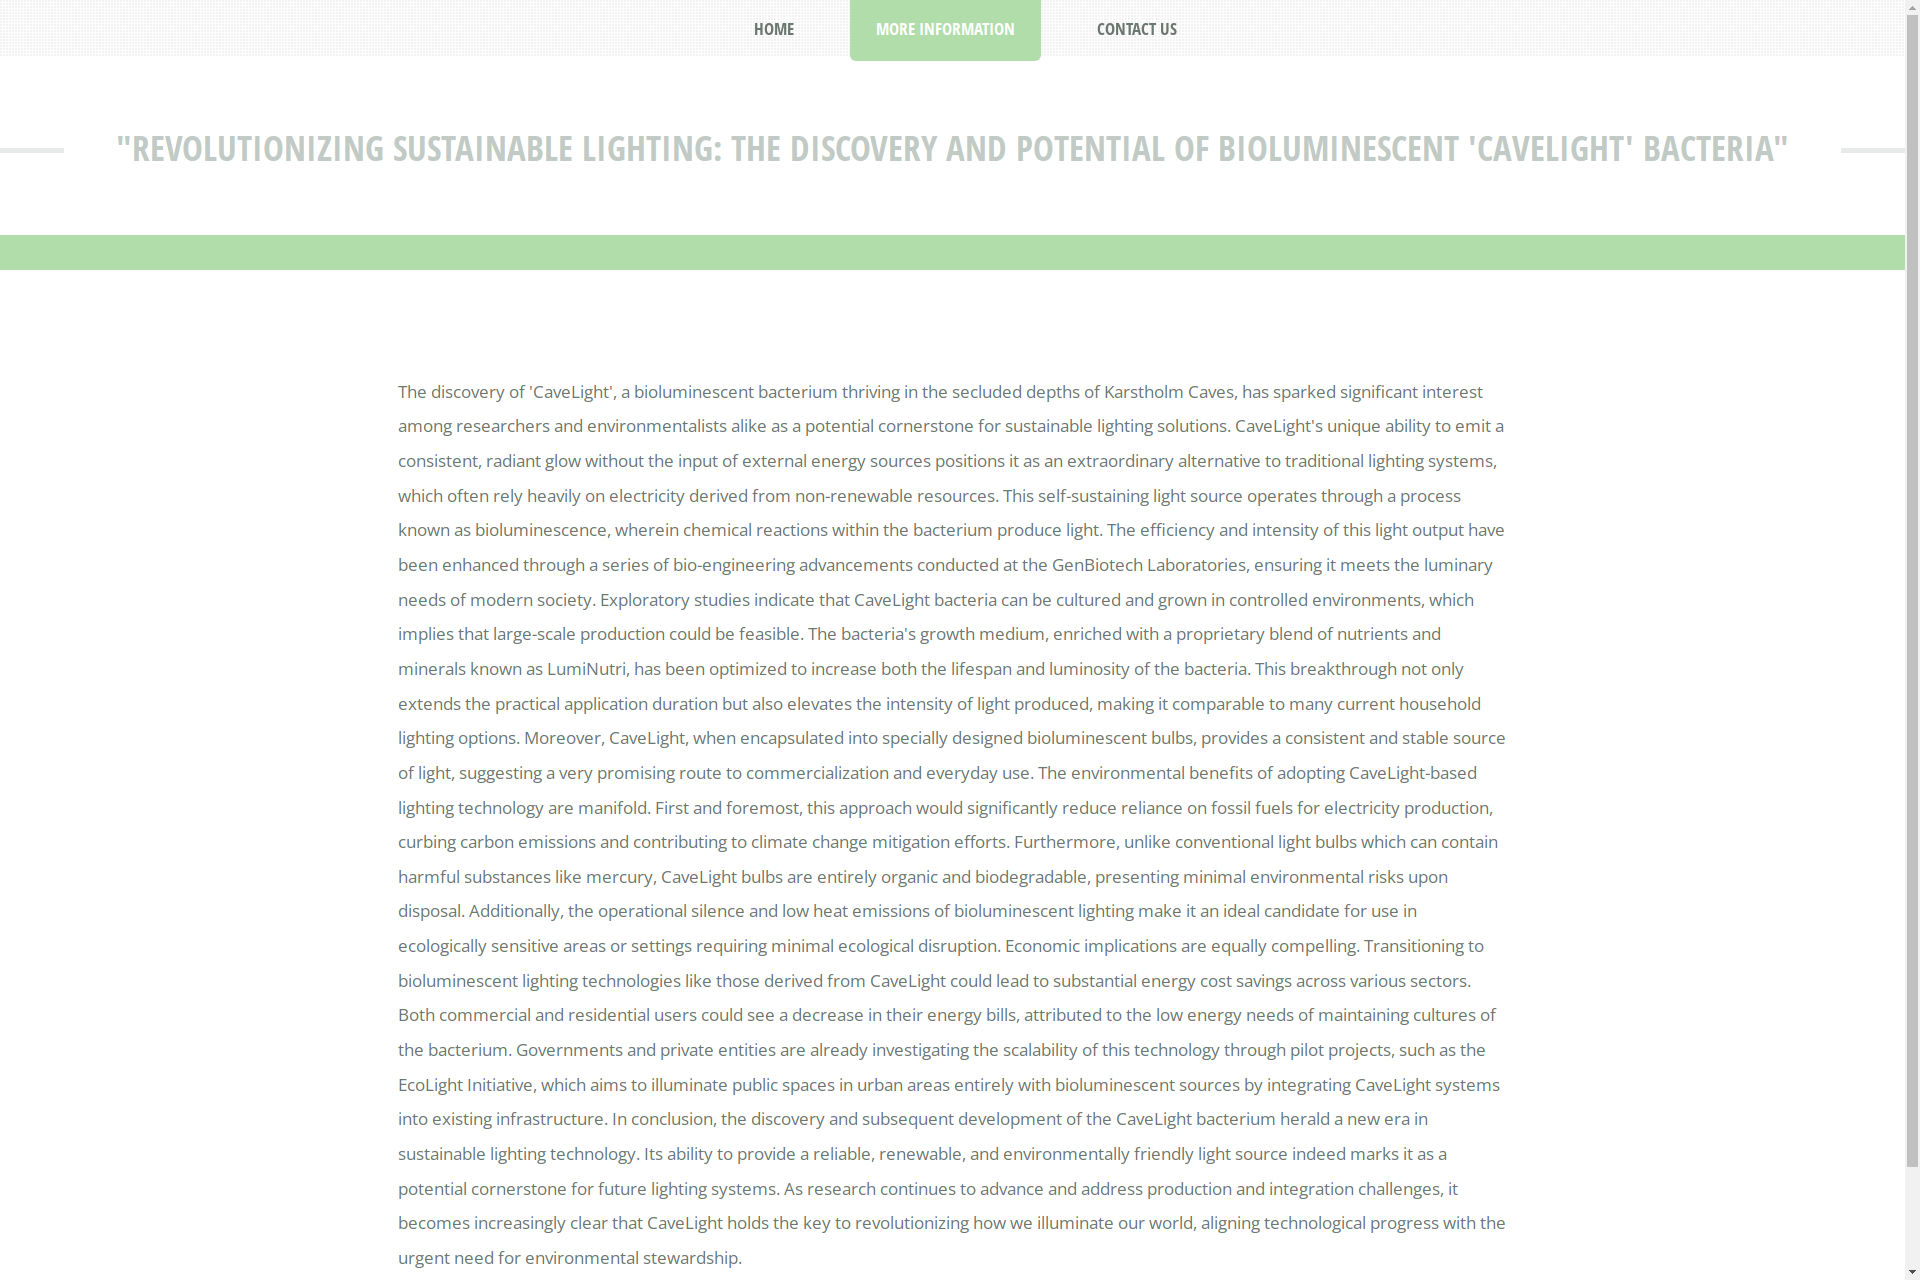 HOME MORE INFORMATION CONTACT US
"REVOLUTIONIZING SUSTAINABLE LIGHTING: THE DISCOVERY AND POTENTIAL OF BIOLUMINESCENT 'CAVELIGHT' BACTERIA"
The discovery of 'CaveLight', a bioluminescent bacterium thriving in the secluded depths of Karstholm Caves, has sparked significant interest
among researchers and environmentalists alike as a potential cornerstone for sustainable lighting solutions. CaveLight's unique ability to emit a
consistent, radiant glow without the input of external energy sources positions it as an extraordinary alternative to traditional lighting systems,
which often rely heavily on electricity derived from non-renewable resources. This self-sustaining light source operates through a process
known as bioluminescence, wherein chemical reactions within the bacterium produce light. The efficiency and intensity of this light output have
been enhanced through a series of bio-engineering advancements conducted at the GenBiotech Laboratories, ensuring it meets the luminary
needs of modern society. Exploratory studies indicate that CaveLight bacteria can be cultured and grown in controlled environments, which
implies that large-scale production could be feasible. The bacteria's growth medium, enriched with a proprietary blend of nutrients and
minerals known as LumiNutri, has been optimized to increase both the lifespan and luminosity of the bacteria. This breakthrough not only
extends the practical application duration but also elevates the intensity of light produced, making it comparable to many current household
lighting options. Moreover, CaveLight, when encapsulated into specially designed bioluminescent bulbs, provides a consistent and stable source
of light, suggesting a very promising route to commercialization and everyday use. The environmental benefits of adopting CaveLight-based
lighting technology are manifold. First and foremost, this approach would significantly reduce reliance on fossil fuels for electricity production,
curbing carbon emissions and contributing to climate change mitigation efforts. Furthermore, unlike conventional light bulbs which can contain
harmful substances like mercury, CaveLight bulbs are entirely organic and biodegradable, presenting minimal environmental risks upon
disposal. Additionally, the operational silence and low heat emissions of bioluminescent lighting make it an ideal candidate for use in
ecologically sensitive areas or settings requiring minimal ecological disruption. Economic implications are equally compelling. Transitioning to
bioluminescent lighting technologies like those derived from CaveLight could lead to substantial energy cost savings across various sectors.
Both commercial and residential users could see a decrease in their energy bills, attributed to the low energy needs of maintaining cultures of
the bacterium. Governments and private entities are already investigating the scalability of this technology through pilot projects, such as the
EcoLight Initiative, which aims to illuminate public spaces in urban areas entirely with bioluminescent sources by integrating CaveLight systems
into existing infrastructure. In conclusion, the discovery and subsequent development of the CaveLight bacterium herald a new era in
sustainable lighting technology. Its ability to provide a reliable, renewable, and environmentally friendly light source indeed marks it as a
potential cornerstone for future lighting systems. As research continues to advance and address production and integration challenges, it
becomes increasingly clear that CaveLight holds the key to revolutionizing how we illuminate our world, aligning technological progress with the
urgent need for environmental stewardship.